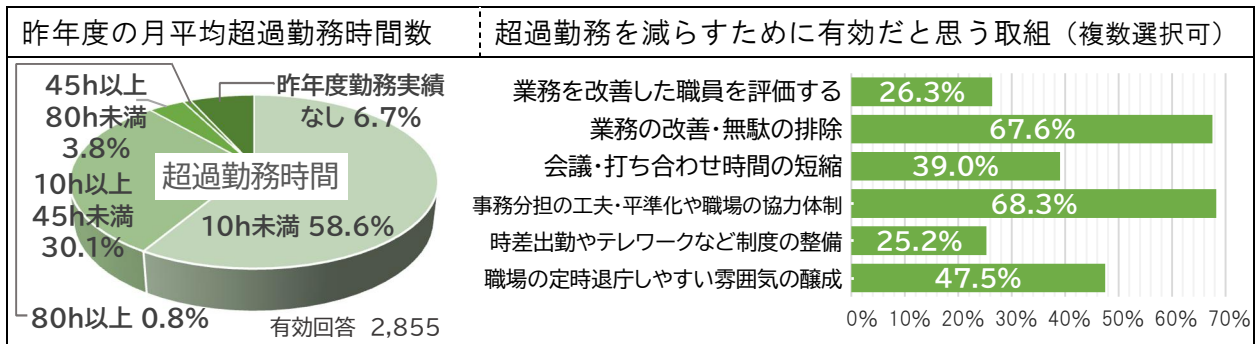 昨年度の月平均超過勤務時間数
超過勤務を減らすために有効だと思う取組（複数選択可）
45h以上
80h未満
3.8%
昨年度勤務実績
なし 6.7%
超過勤務時間
10h以上
45h未満
30.1%
10h未満 58.6%
80h以上 0.8%
有効回答 2,855
業務を改善した職員を評価する 26.3%
業務の改善・無駄の排除 67.6%
会議・打ち合わせ時間の短縮 39.0%
事務分担の工夫・平準化や職場の協力体制 68.3%
時差出勤やテレワークなど制度の整備 25.2%
職場の定時退庁しやすい雰囲気の醸成 47.5%
0% 10% 20% 30% 40% 50% 60% 70%